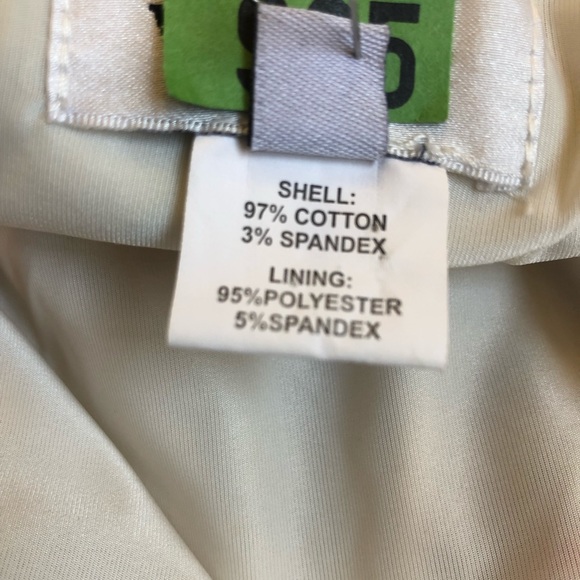 SHELL:
97% COTTON
3% SPANDEX
LINING:
95%POLYESTER
5%SPANDEX